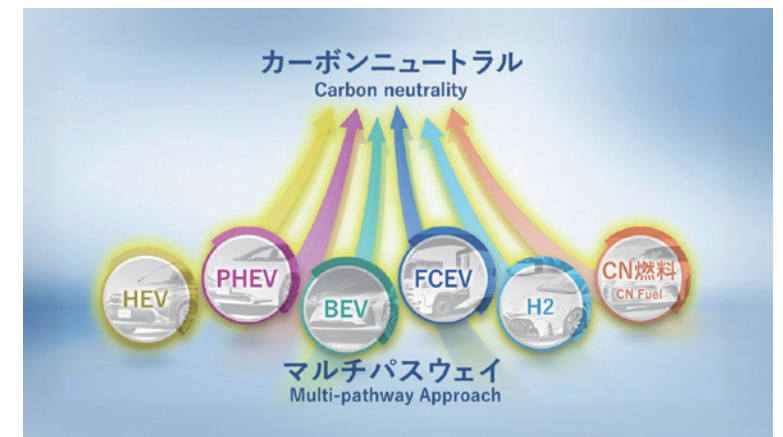 カーボンニュートラル
Carbon neutrality
HEV
PHEV
BEV
FCEV
H2
CN燃料
CN Fuel
マルチパスウェイ
Multi-pathway Approach